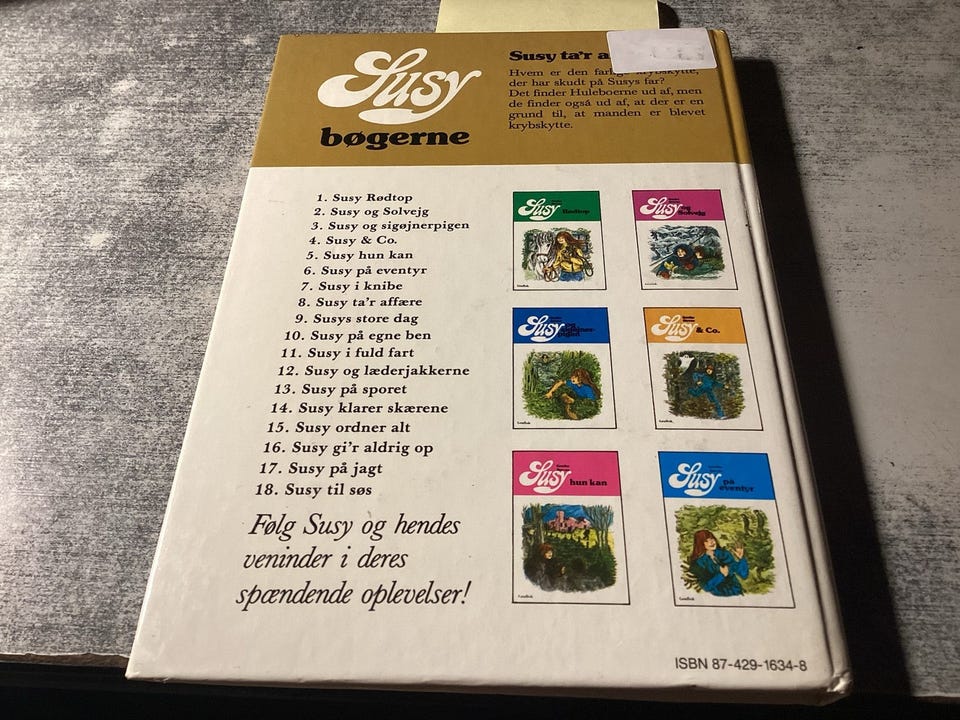 Susy
bøgerne
Susy ta'r a
Hvem er den farlige krybskytte,
der har skudt på Susys far?
Det finder Huleboerne ud af, men
de finder også ud af, at der er en
grund til, at manden er blevet
krybskytte.
1. Susy Rødtop
2. Susy og Solvejg
3. Susy og sigøjnerpigen
4. Susy & Co.
5. Susy hun kan
6. Susy på eventyr
7. Susy i knibe
8. Susy ta'r affære
9. Susys store dag
10. Susy på egne ben
11. Susy i fuld fart
12. Susy og læderjakkerne
13. Susy på sporet
14. Susy klarer skærene
15. Susy ordner alt
16. Susy gi'r aldrig op
17. Susy på jagt
18. Susy til søs
Følg Susy og hendes
veninder i deres
spændende oplevelser!
Susy Rødtop
Susy og
Solvejg
Susy og
sigøjner-
pigen
Susy & Co.
Susy hun kan
Susy på
eventyr
ISBN 87-429-1634-8